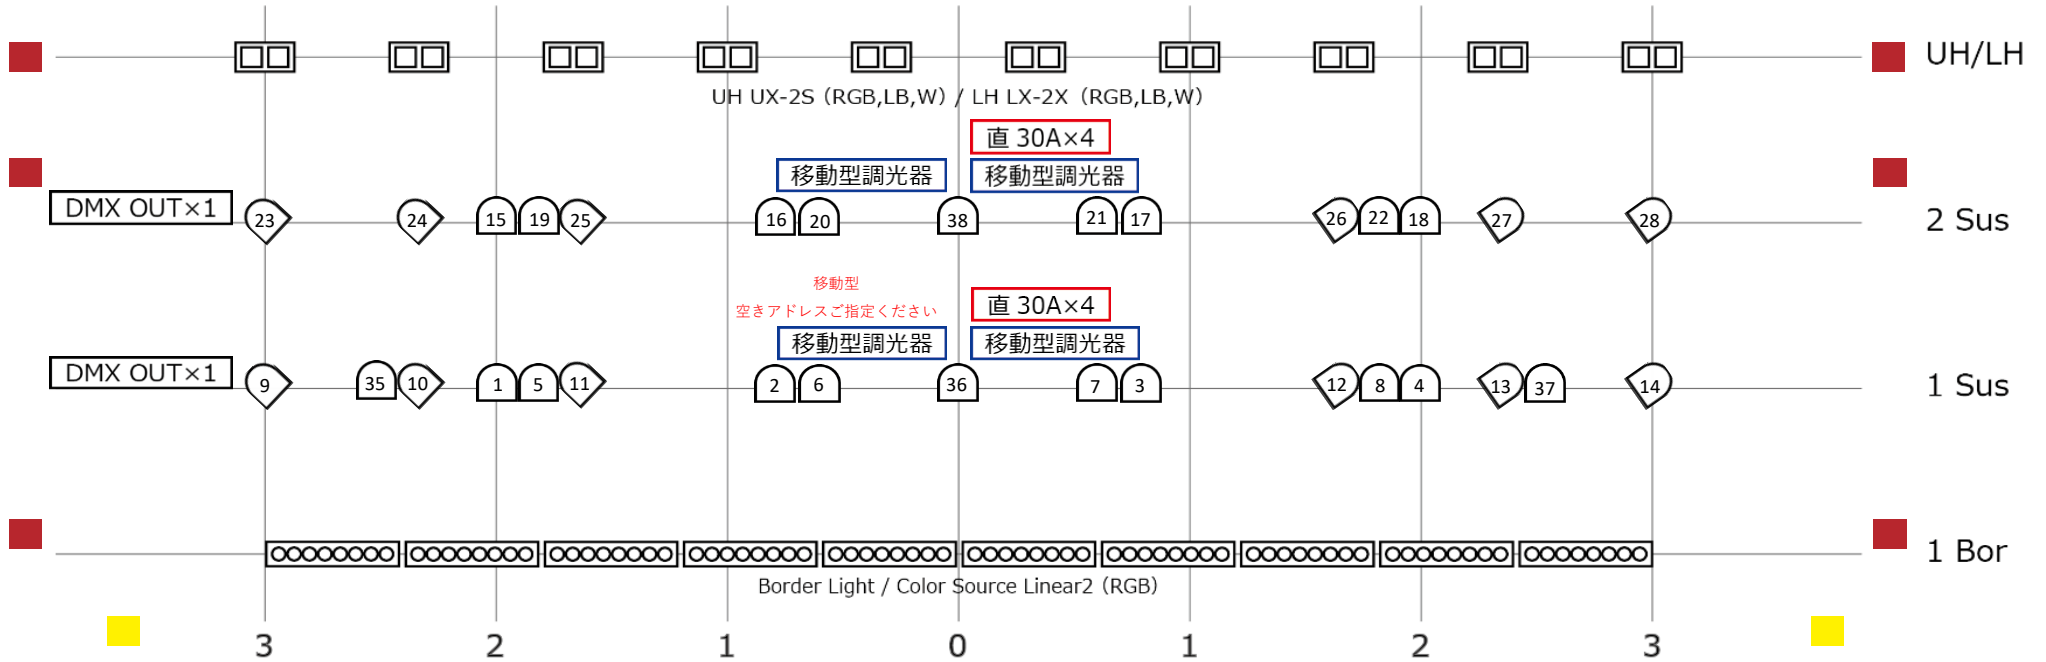 UH/LH
UH UX-2S (RGB,LB,W) / LH LX-2X (RGB,LB,W)
直 30A×4
移動型調光器 移動型調光器
DMX OUT×1
23 24 15 19 25 16 20 38 21 17 26 22 18 27 28
2 Sus
移動型
空きアドレスご指定ください
直 30A×4
移動型調光器 移動型調光器
DMX OUT×1
9 35 10 1 5 11 2 6 36 7 3 12 8 4 13 37 14
1 Sus
1 Bor
Border Light / Color Source Linear2 (RGB)
3 2 1 0 1 2 3